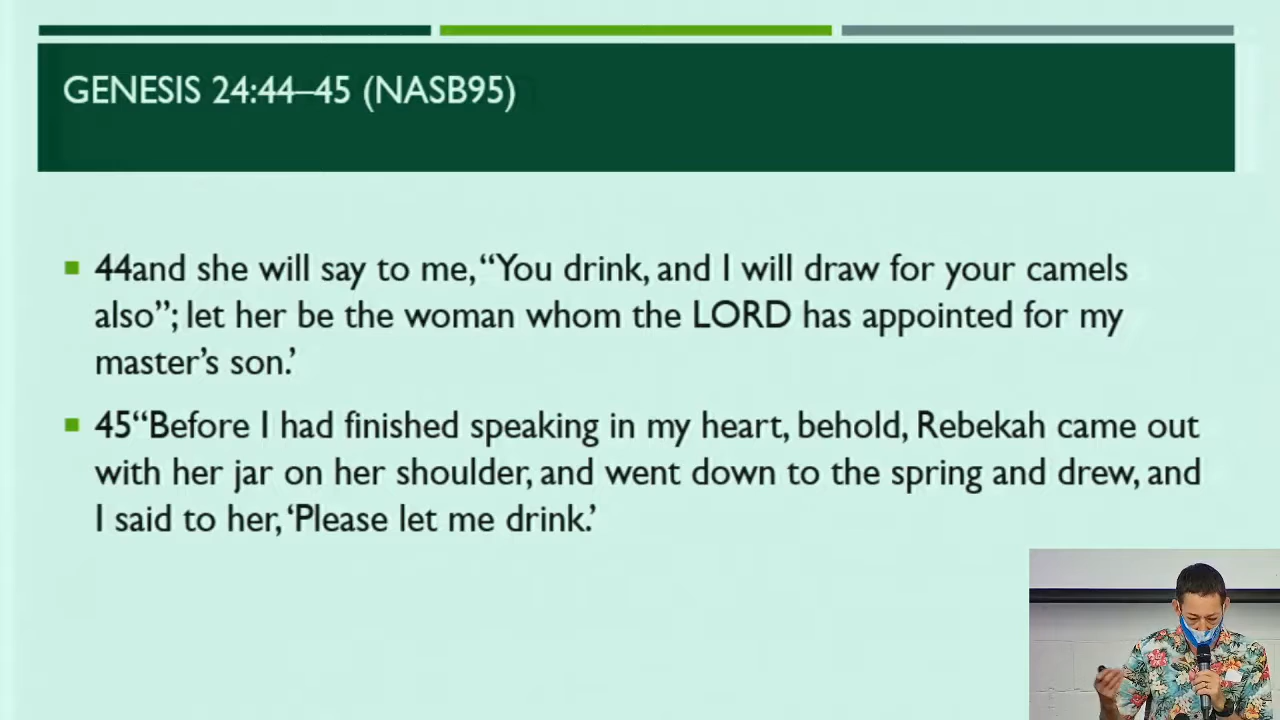 GENESIS 24:44–45 (NASB95)
44and she will say to me, “You drink, and I will draw for your camels
also”; let her be the woman whom the LORD has appointed for my
master’s son.’
45“Before I had finished speaking in my heart, behold, Rebekah came out
with her jar on her shoulder, and went down to the spring and drew, and
I said to her, ‘Please let me drink.’